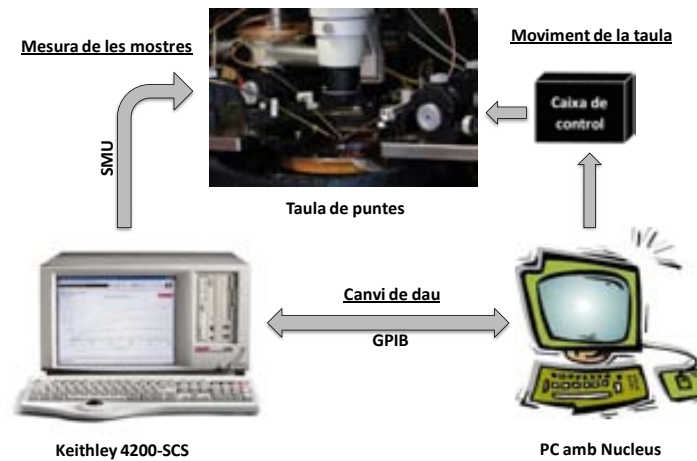 Mesura de les mostres
Moviment de la taula
Caixa de
control
SMU
Taula de puntes
Canvi de dau
GPIB
Keithley 4200-SCS
PC amb Nucleus